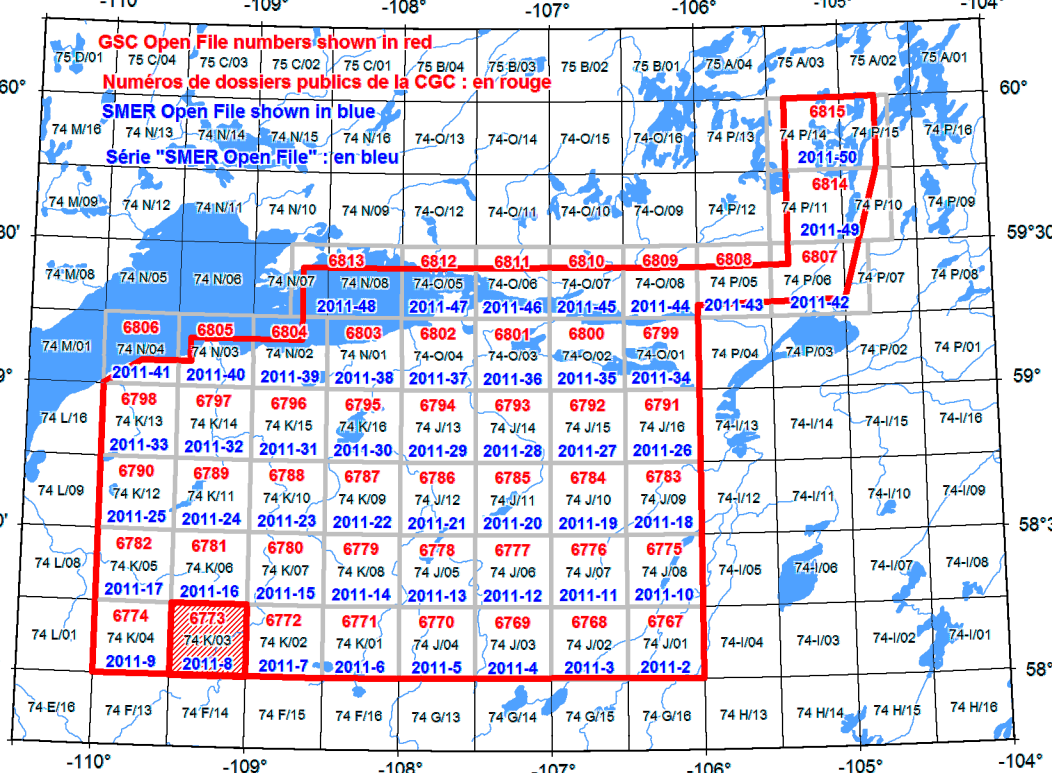 -110° -109° -108° -107° -106° -105° -104°
GSC Open File numbers shown in red
75 D/01 75 C/04 75 C/03 75 C/02 75 C/01 75 B/04 75 B/03 75 B/02 75 B/01 75 A/04 75 A/03 75 A/02 75 A/01
Numéros de dossiers publics de la CGC : en rouge
60° 60°
SMER Open File shown in blue
6815
74 M/16 74 N/13 74 N/14 74 N/15 74 N/16 74-O/13 74-O/14 74-O/15 74-O/16 74 P/13 74 P/14 74 P/15 74 P/16
Série "SMER Open File" : en bleu
2011-50
6814
74 M/09 74 N/12 74 N/11 74 N/10 74 N/09 74-O/12 74-O/11 74-O/10 74-O/09 74 P/12 74 P/11 74 P/10 74 P/09
2011-49
30' 59°30'
6813 6812 6811 6810 6809 6808 6807
74 M/08 74 N/05 74 N/06 74 N/07 74 N/08 74-O/05 74-O/06 74-O/07 74-O/08 74 P/05 74 P/06 74 P/07 74 P/08
2011-48 2011-47 2011-46 2011-45 2011-44 2011-43 2011-42
6806 6805 6804 6803 6802 6801 6800 6799
74 M/01 74 N/04 74 N/03 74 N/02 74 N/01 74-O/04 74-O/03 74-O/02 74-O/01 74 P/04 74 P/03 74 P/02 74 P/01
2011-41 2011-40 2011-39 2011-38 2011-37 2011-36 2011-35 2011-34
9° 59°
6798 6797 6796 6795 6794 6793 6792 6791
74 L/16 74 K/13 74 K/14 74 K/15 74 K/16 74 J/13 74 J/14 74 J/15 74 J/16 74-I/13 74-I/14 74-I/15 74-I/16
2011-33 2011-32 2011-31 2011-30 2011-29 2011-28 2011-27 2011-26
6790 6789 6788 6787 6786 6785 6784 6783
74 L/09 74 K/12 74 K/11 74 K/10 74 K/09 74 J/12 74 J/11 74 J/10 74 J/09 74-I/12 74-I/11 74-I/10 74-I/09
2011-25 2011-24 2011-23 2011-22 2011-21 2011-20 2011-19 2011-18
0' 58°3
6782 6781 6780 6779 6778 6777 6776 6775
74 L/08 74 K/05 74 K/06 74 K/07 74 K/08 74 J/05 74 J/06 74 J/07 74 J/08 74-I/05 74-I/06 74-I/07 74-I/08
2011-17 2011-16 2011-15 2011-14 2011-13 2011-12 2011-11 2011-10
6774 6773 6772 6771 6770 6769 6768 6767
74 L/01 74 K/04 74 K/03 74 K/02 74 K/01 74 J/04 74 J/03 74 J/02 74 J/01 74-I/04 74-I/03 74-I/02 74-I/01
2011-9 2011-8 2011-7 2011-6 2011-5 2011-4 2011-3 2011-2
58°
74 E/16 74 F/13 74 F/14 74 F/15 74 F/16 74 G/13 74 G/14 74 G/15 74 G/16 74 H/13 74 H/14 74 H/15 74 H/16
-110° -109° -108° -107° -106° -105° -104°